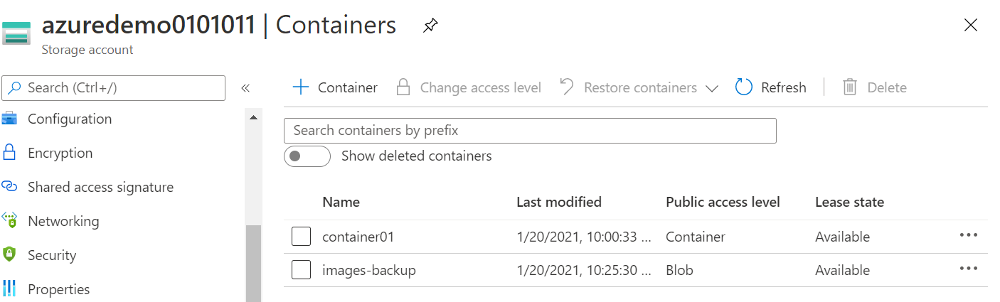 azuredemo0101011 | Containers
Storage account
Search (Ctrl+/)
«
Configuration
Encryption
Shared access signature
Networking
Security
Properties
+ Container Change access level Restore containers Refresh Delete
Search containers by prefix
Show deleted containers
Name Last modified Public access level Lease state
container01 1/20/2021, 10:00:33 ... Container Available ...
images-backup 1/20/2021, 10:25:30 ... Blob Available ...